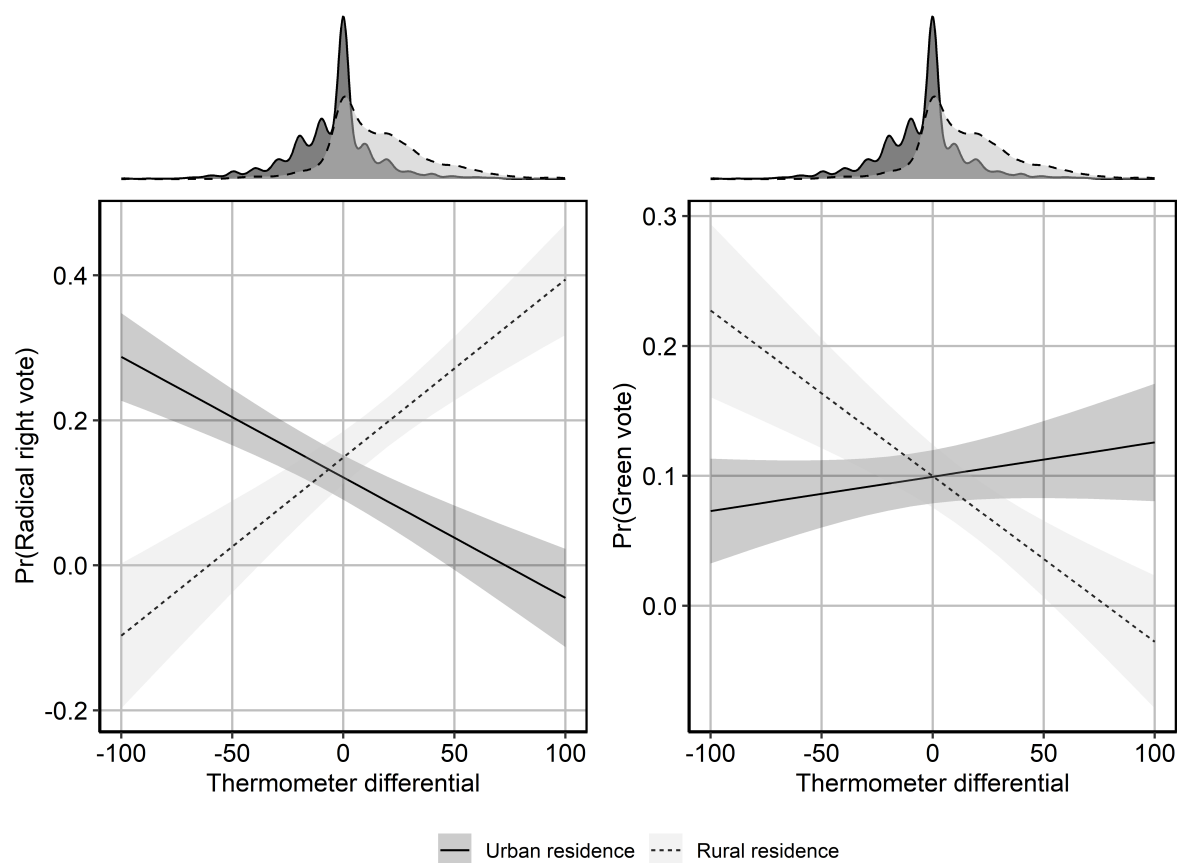 Pr(Radical right vote)
0.4
0.2
0.0
-0.2
-100 -50 0 50 100
Thermometer differential
Pr(Green vote)
0.3
0.2
0.1
0.0
-100 -50 0 50 100
Thermometer differential
Urban residence Rural residence